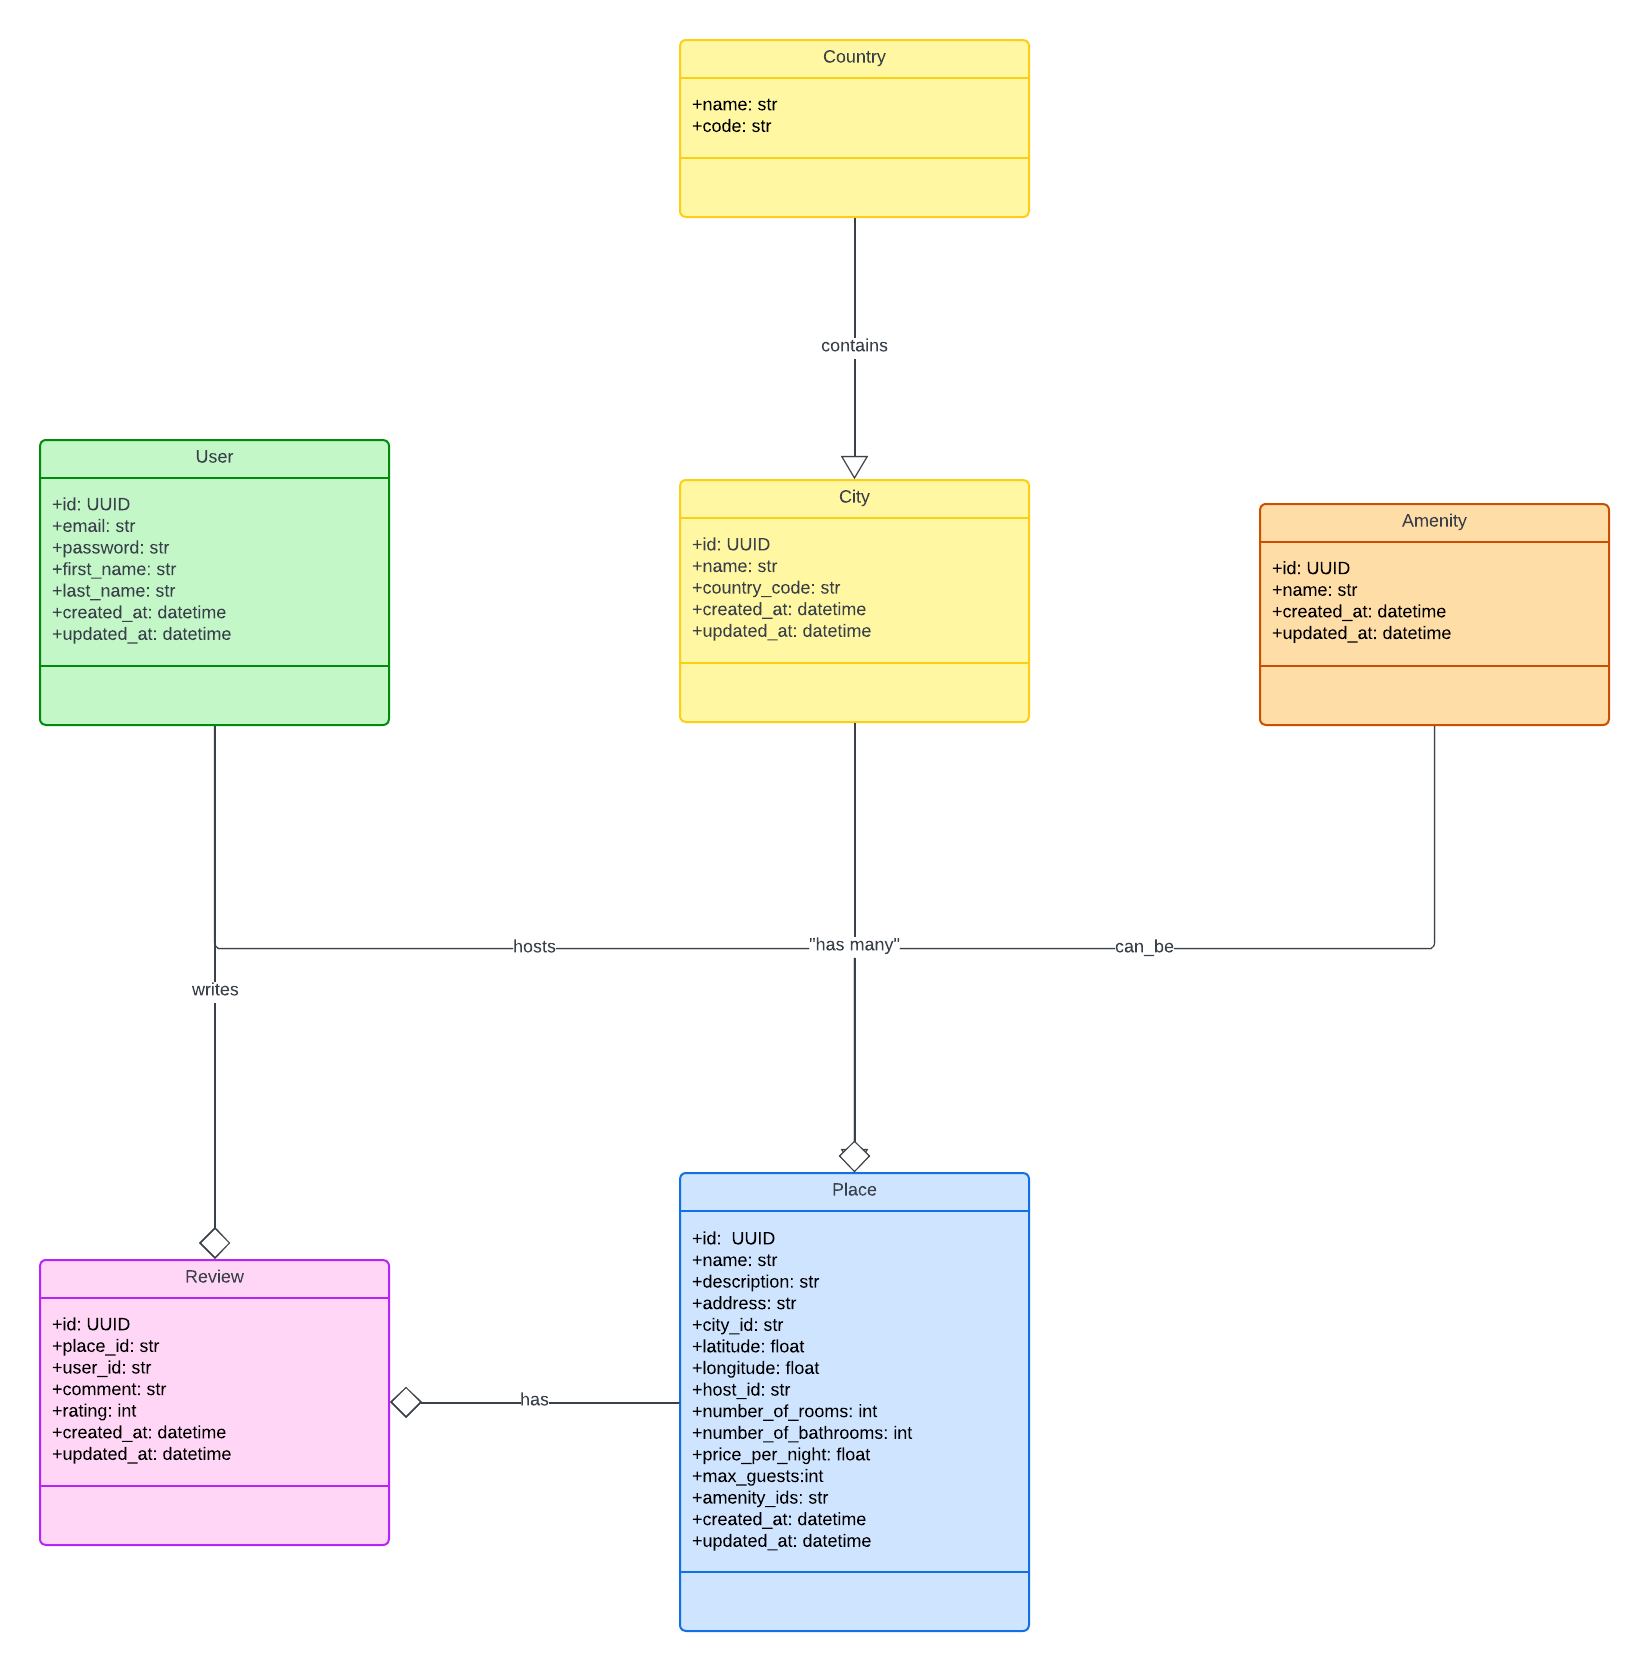 Country
+name: str
+code: str
contains
User
+id: UUID
+email: str
+password: str
+first_name: str
+last_name: str
+created_at: datetime
+updated_at: datetime
City
+id: UUID
+name: str
+country_code: str
+created_at: datetime
+updated_at: datetime
Amenity
+id: UUID
+name: str
+created_at: datetime
+updated_at: datetime
hosts
"has many"
can_be
writes
Review
+id: UUID
+place_id: str
+user_id: str
+comment: str
+rating: int
+created_at: datetime
+updated_at: datetime
has
Place
+id:  UUID
+name: str
+description: str
+address: str
+city_id: str
+latitude: float
+longitude: float
+host_id: str
+number_of_rooms: int
+number_of_bathrooms: int
+price_per_night: float
+max_guests:int
+amenity_ids: str
+created_at: datetime
+updated_at: datetime